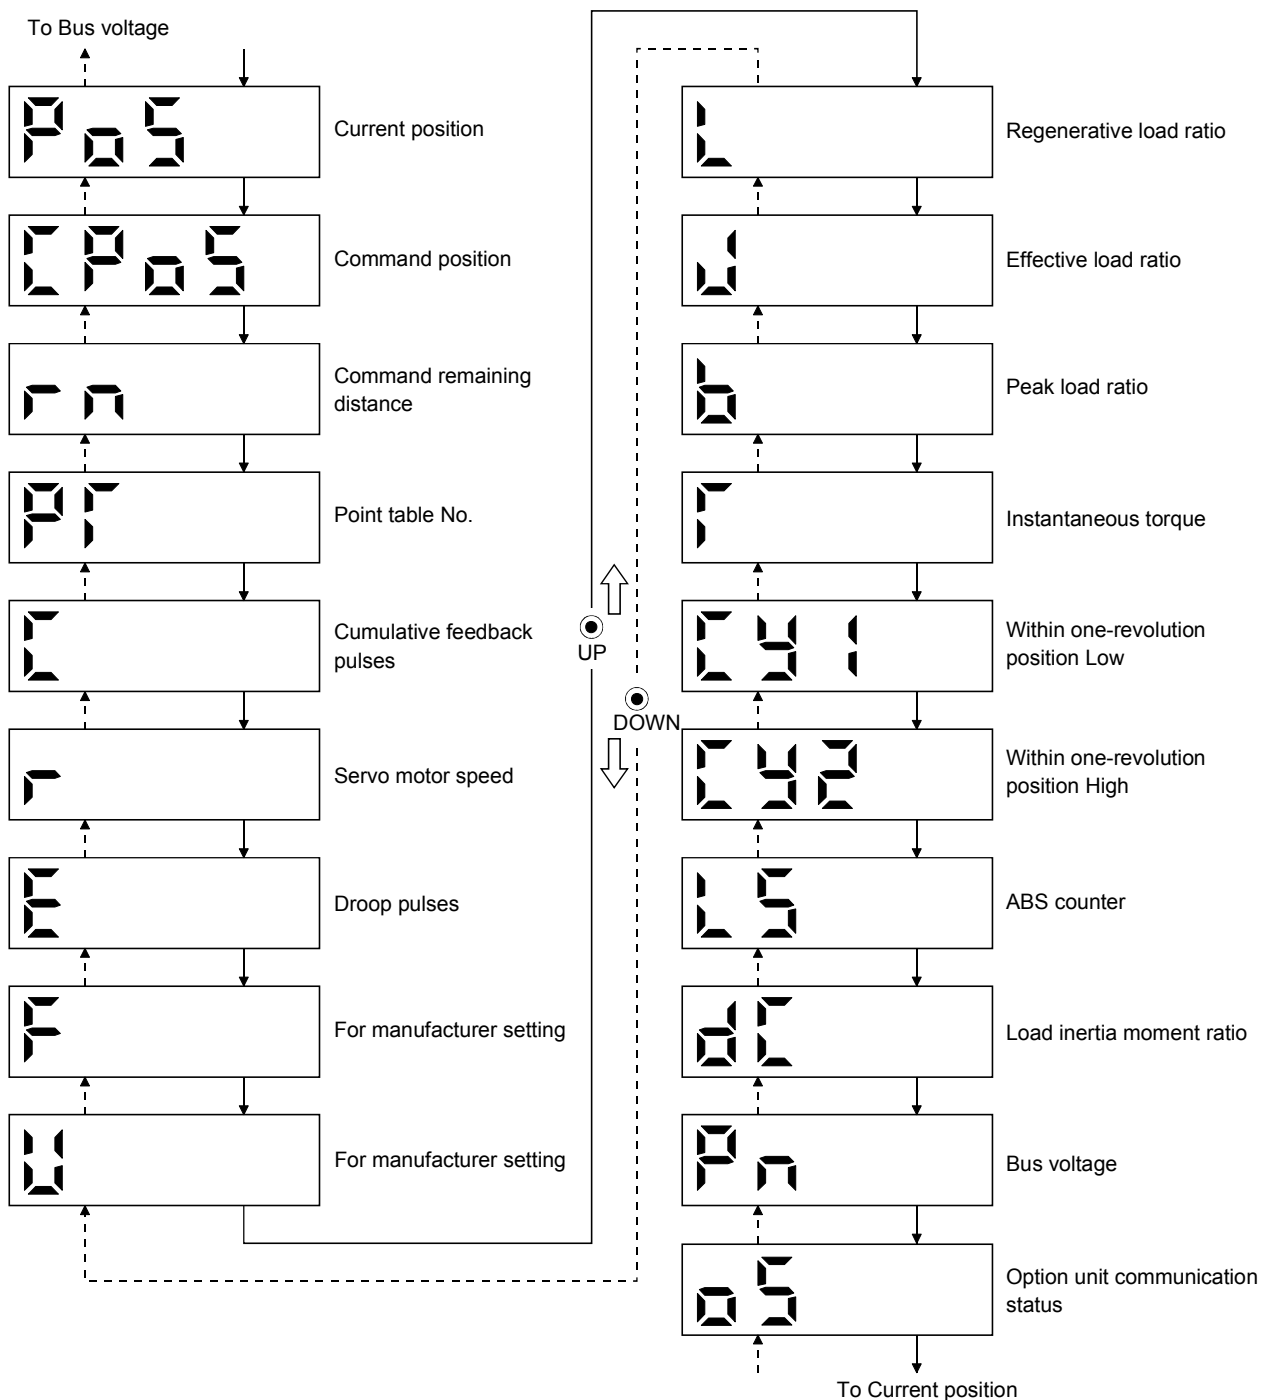 To Bus voltage
PoS
Current position
CPoS
Command position
rn
Command remaining
distance
PT
Point table No.
C
Cumulative feedback
pulses
r
Servo motor speed
E
Droop pulses
F
For manufacturer setting
U
For manufacturer setting
UP
DOWN
L
Regenerative load ratio
J
Effective load ratio
b
Peak load ratio
T
Instantaneous torque
Cy1
Within one-revolution
position Low
Cy2
Within one-revolution
position High
LS
ABS counter
dC
Load inertia moment ratio
Pn
Bus voltage
oS
Option unit communication
status
To Current position